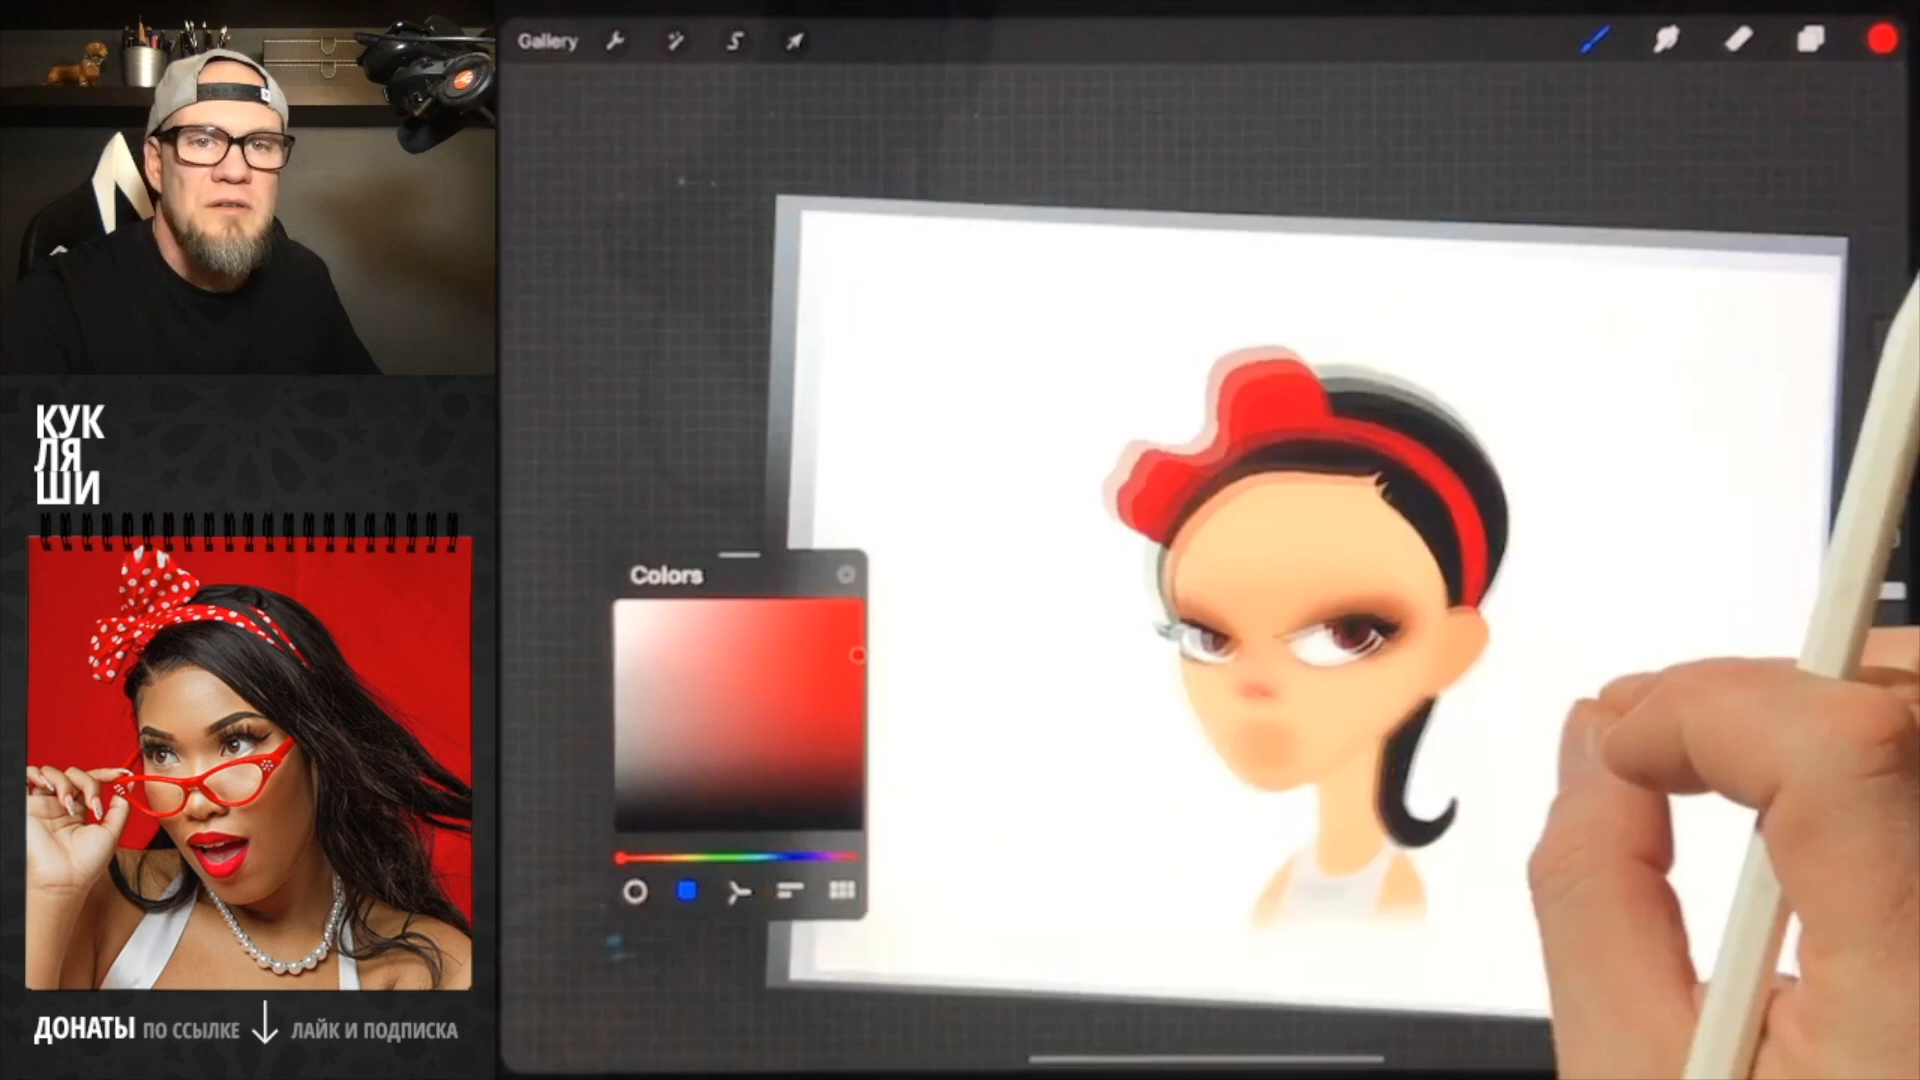 Gallery
КУК
ЛЯ
ШИ
Colors
ДОНАТЫ ПО ССЫЛКЕ ЛАЙК И ПОДПИСКА